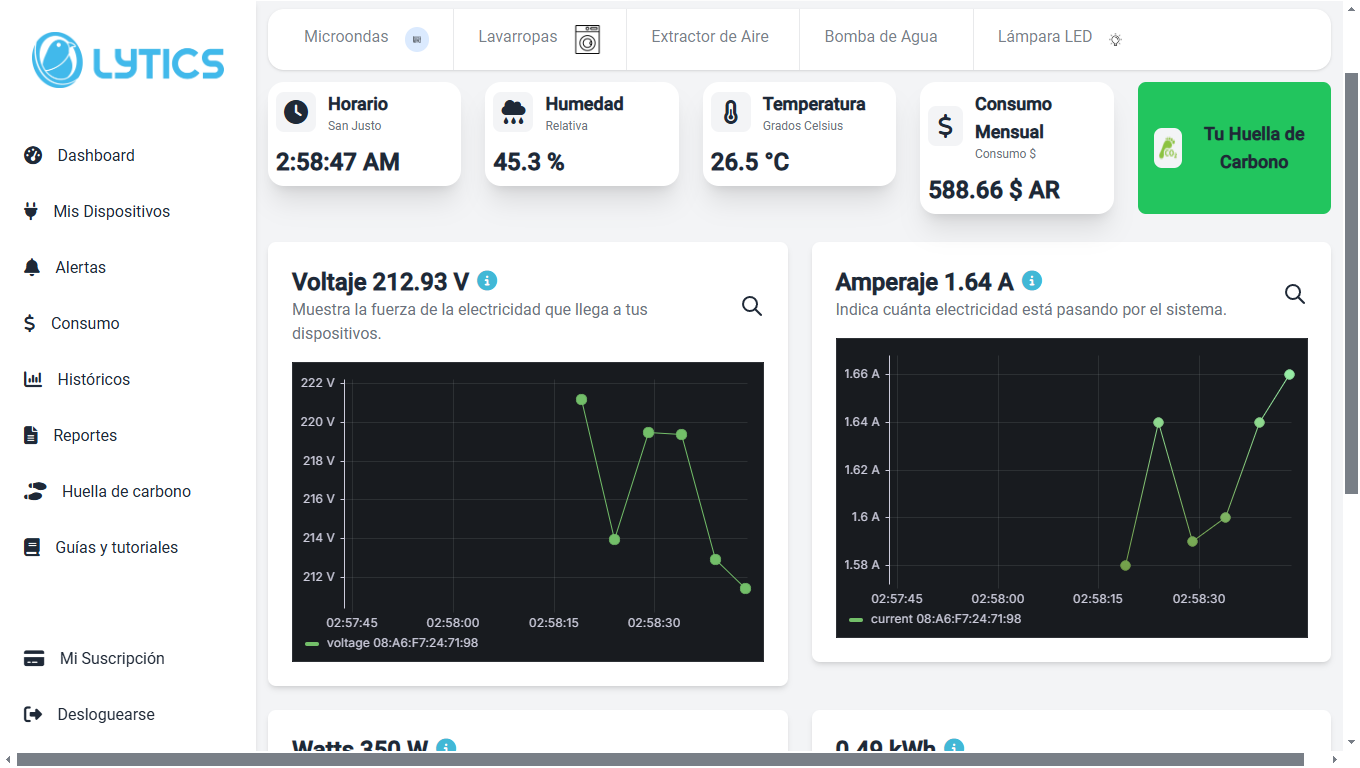 LYTICS
Dashboard
Mis Dispositivos
Alertas
Consumo
Históricos
Reportes
Huella de carbono
Guías y tutoriales
Mi Suscripción
Desloguearse
Microondas
Lavarropas
Extractor de Aire
Bomba de Agua
Lámpara LED
Horario
San Justo
2:58:47 AM
Humedad
Relativa
45.3 %
Temperatura
Grados Celsius
26.5 °C
Consumo
Mensual
Consumo $
588.66 $ AR
CO₂
Tu Huella de
Carbono
Voltaje 212.93 V
Muestra la fuerza de la electricidad que llega a tus
dispositivos.
222 V
220 V
218 V
216 V
214 V
212 V
02:57:45 02:58:00 02:58:15 02:58:30
voltage 08:A6:F7:24:71:98
Amperaje 1.64 A
Indica cuánta electricidad está pasando por el sistema.
1.66 A
1.64 A
1.62 A
1.6 A
1.58 A
02:57:45 02:58:00 02:58:15 02:58:30
current 08:A6:F7:24:71:98
Watts 350 W
0.49 kWh